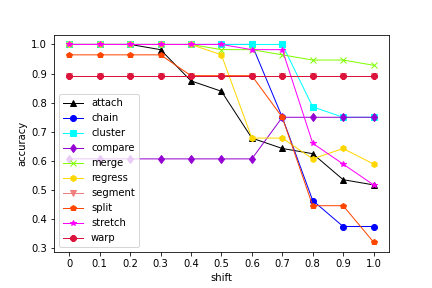 1.0
0.9
0.8
0.7
0.6
0.5
0.4
0.3
accuracy
attach
chain
cluster
compare
merge
regress
segment
split
stretch
warp
0 0.1 0.2 0.3 0.4 0.5 0.6 0.7 0.8 0.9 1.0
shift